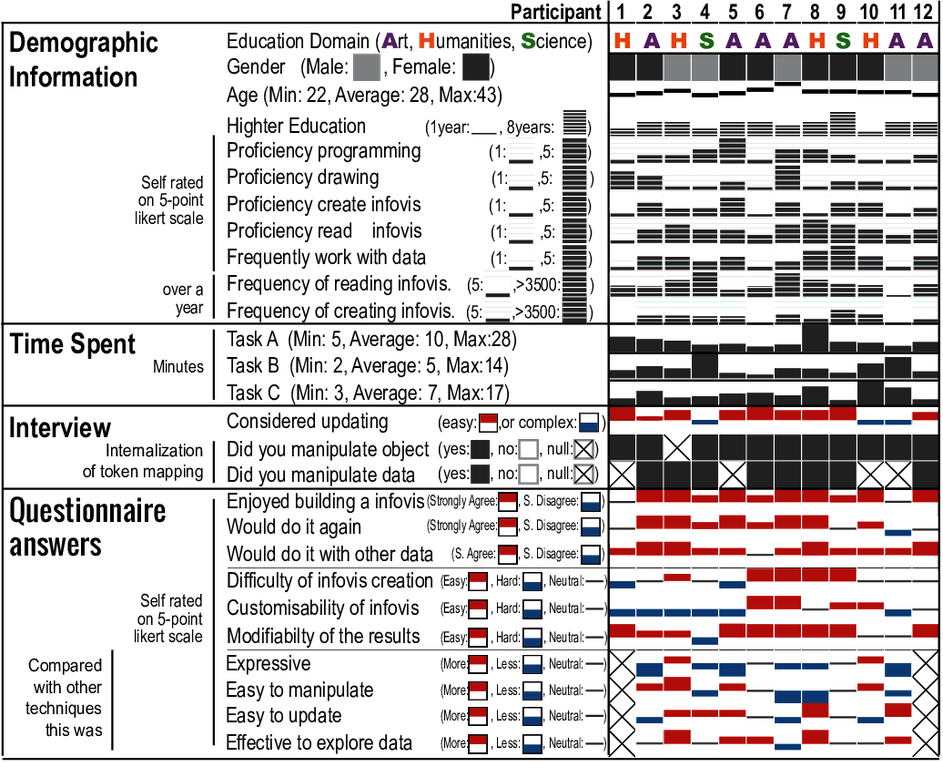 Participant 1 2 3 4 5 6 7 8 9 10 11 12
Demographic Information
Education Domain (Art, Humanities, Science) H A H S A A A H S H A A
Gender (Male: , Female: )
Age (Min: 22, Average: 28, Max:43)
Highter Education (1year: , 8years: )
Self rated on 5-point likert scale
Proficiency programming (1: ,5: )
Proficiency drawing (1: ,5: )
Proficiency create infovis (1: ,5: )
Proficiency read infovis (1: ,5: )
Frequently work with data (1: ,5: )
over a year
Frequency of reading infovis. (5: ,>3500: )
Frequency of creating infovis. (5: ,>3500: )
Time Spent
Minutes
Task A (Min: 5, Average: 10, Max:28)
Task B (Min: 2, Average: 5, Max:14)
Task C (Min: 3, Average: 7, Max:17)
Interview
Internalization of token mapping
Considered updating (easy: ,or complex: )
Did you manipulate object (yes: , no: , null: )
Did you manipulate data (yes: , no: , null: )
Questionnaire answers
Enjoyed building a infovis (Strongly Agree: , S. Disagree: )
Would do it again (Strongly Agree: , S. Disagree: )
Would do it with other data (S. Agree: , S. Disagree: )
Self rated on 5-point likert scale
Difficulty of infovis creation (Easy: , Hard: , Neutral: )
Customisability of infovis (Easy: , Hard: , Neutral: )
Modifiabilty of the results (Easy: , Hard: , Neutral: )
Compared with other techniques this was
Expressive (More: , Less: , Neutral: )
Easy to manipulate (More: , Less: , Neutral: )
Easy to update (More: , Less: , Neutral: )
Effective to explore data (More: , Less: , Neutral: )